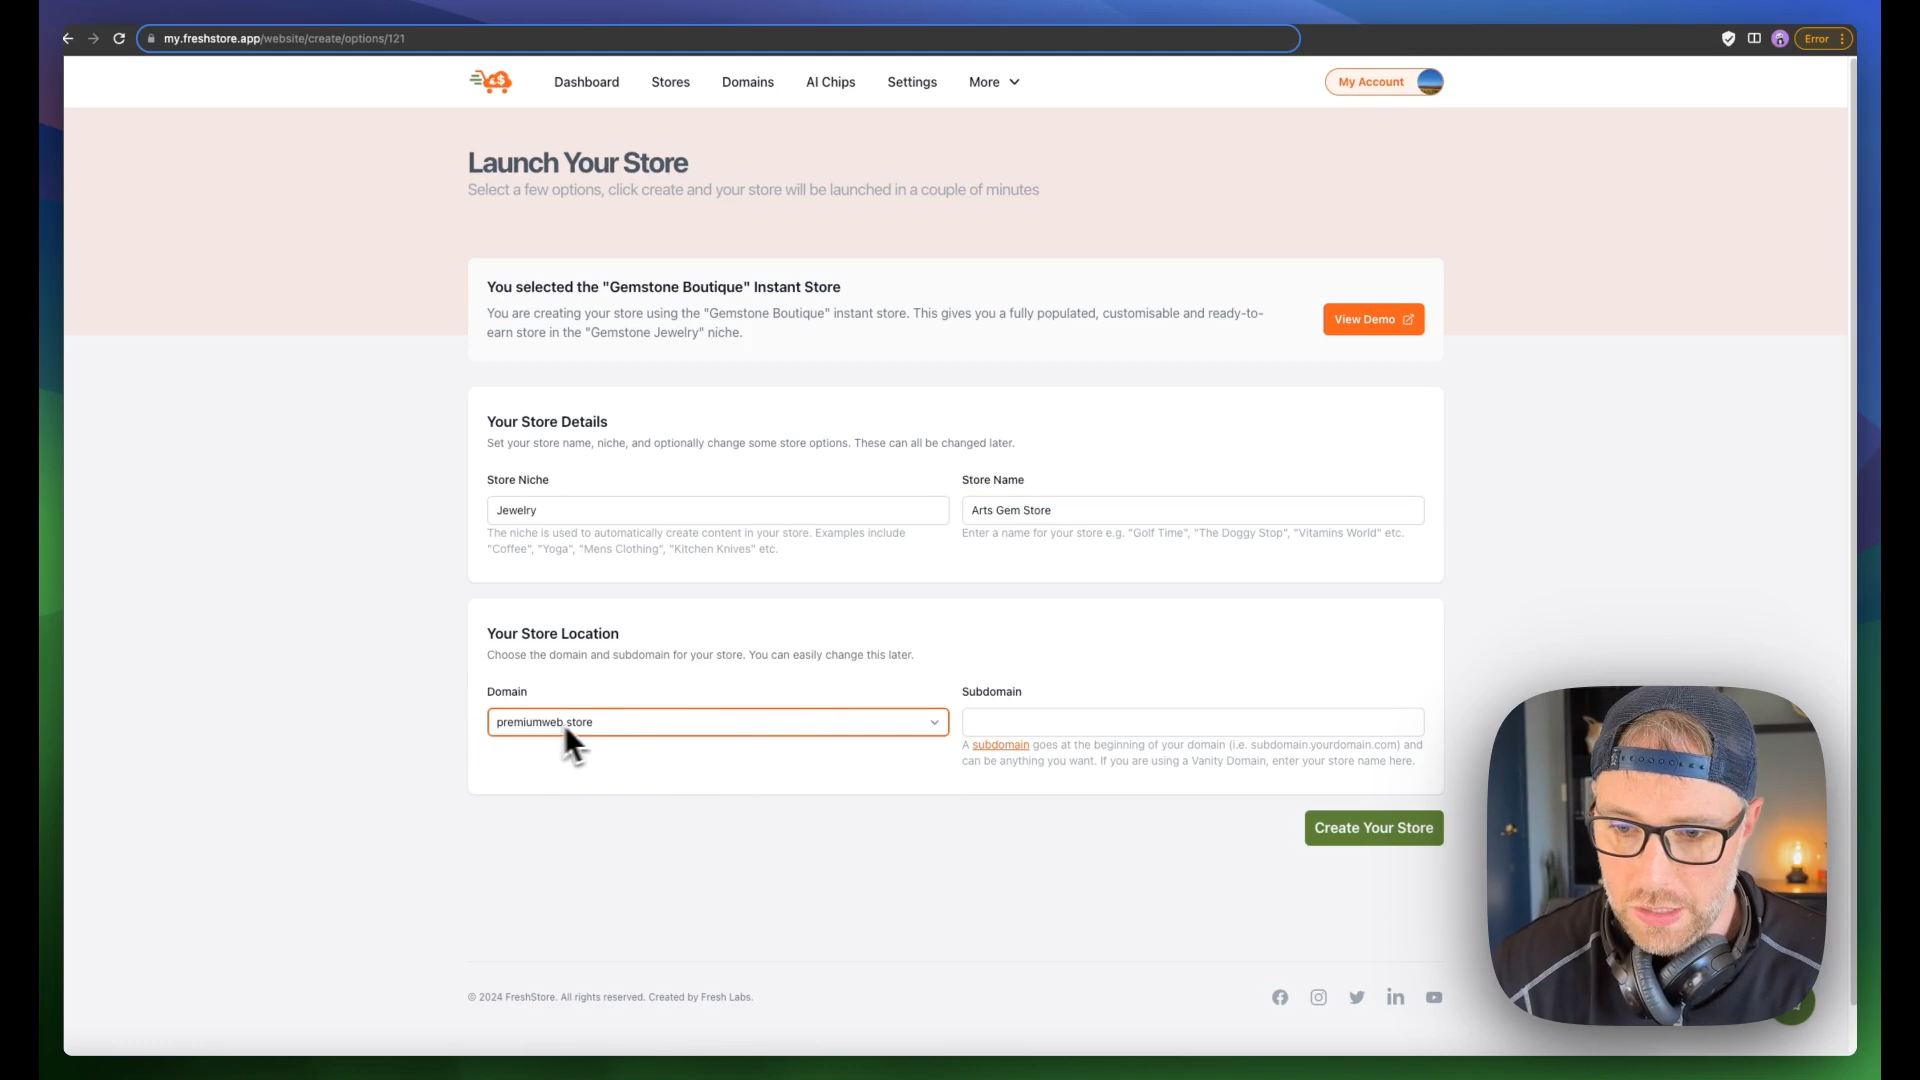 my.freshstore.app/website/create/options/121
Error
Dashboard
Stores
Domains
AI Chips
Settings
More
My Account
Launch Your Store
Select a few options, click create and your store will be launched in a couple of minutes
You selected the "Gemstone Boutique" Instant Store
You are creating your store using the "Gemstone Boutique" instant store. This gives you a fully populated, customisable and ready-to-
earn store in the "Gemstone Jewelry" niche.
View Demo
Your Store Details
Set your store name, niche, and optionally change some store options. These can all be changed later.
Store Niche
Jewelry
The niche is used to automatically create content in your store. Examples include
"Coffee", "Yoga", "Mens Clothing", "Kitchen Knives" etc.
Store Name
Arts Gem Store
Enter a name for your store e.g. "Golf Time", "The Doggy Stop", "Vitamins World" etc.
Your Store Location
Choose the domain and subdomain for your store. You can easily change this later.
Domain
premiumweb.store
Subdomain
A subdomain goes at the beginning of your domain (i.e. subdomain.yourdomain.com) and
can be anything you want. If you are using a Vanity Domain, enter your store name here.
Create Your Store
© 2024 FreshStore. All rights reserved. Created by Fresh Labs.